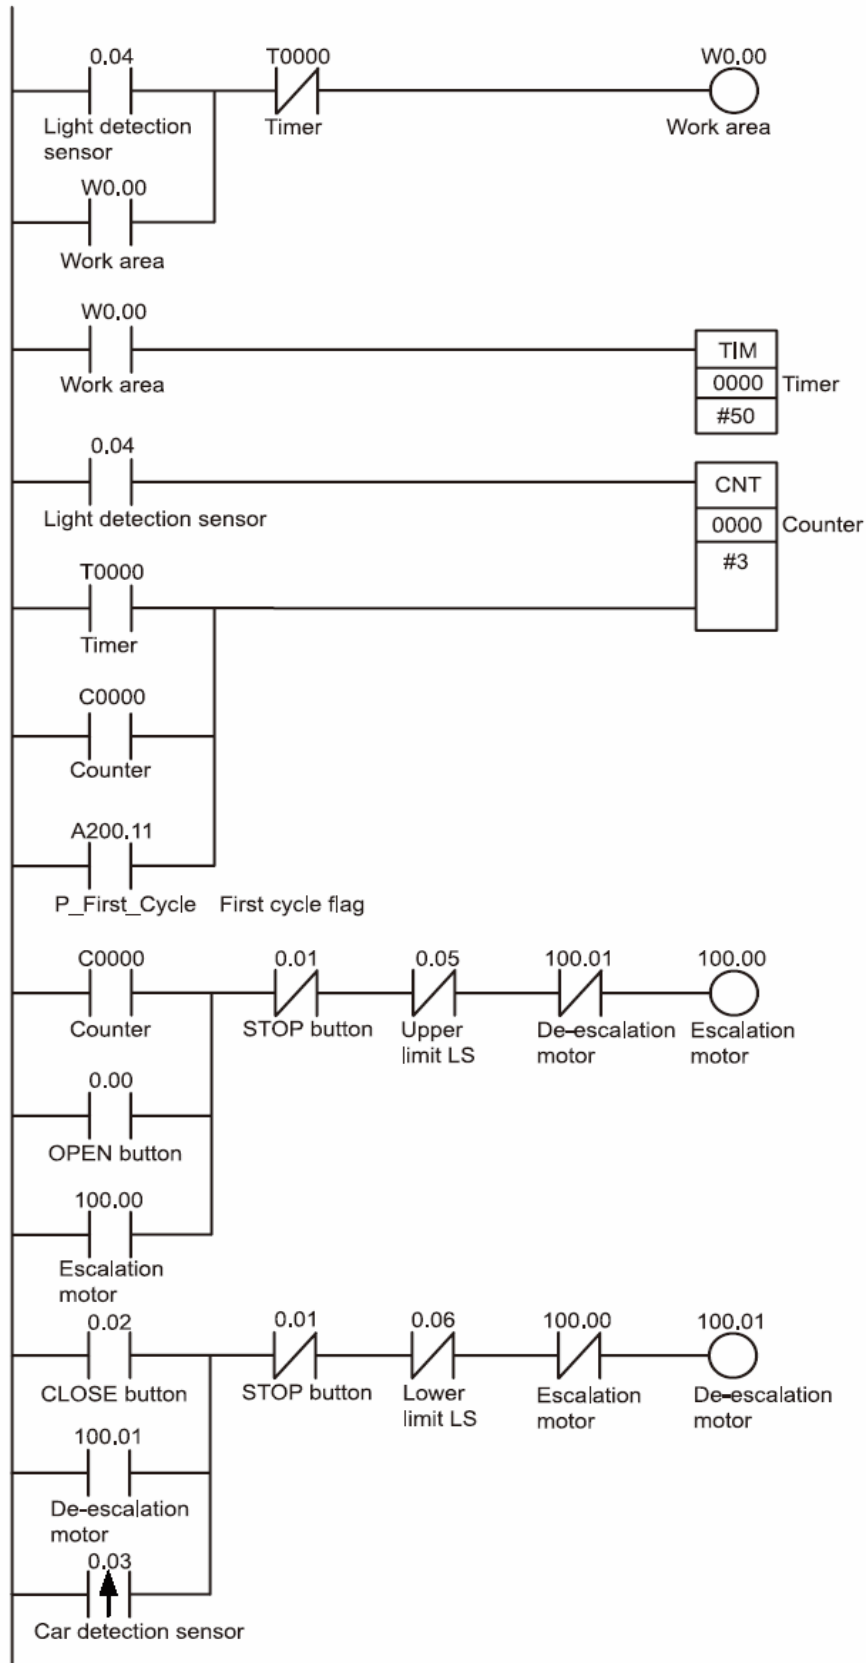 0.04 T0000 W0.00
Light detection Timer Work area
sensor
W0.00
Work area
W0.00
Work area
TIM
0000 Timer
#50
0.04
Light detection sensor
CNT
0000 Counter
#3
T0000
Timer
C0000
Counter
A200.11
P_First_Cycle First cycle flag
C0000 0.01 0.05 100.01 100.00
Counter STOP button Upper De-escalation Escalation
limit LS motor motor
0.00
OPEN button
100.00
Escalation
motor
0.02 0.01 0.06 100.00 100.01
CLOSE button STOP button Lower Escalation De-escalation
limit LS motor motor
100.01
De-escalation
motor
0.03
Car detection sensor